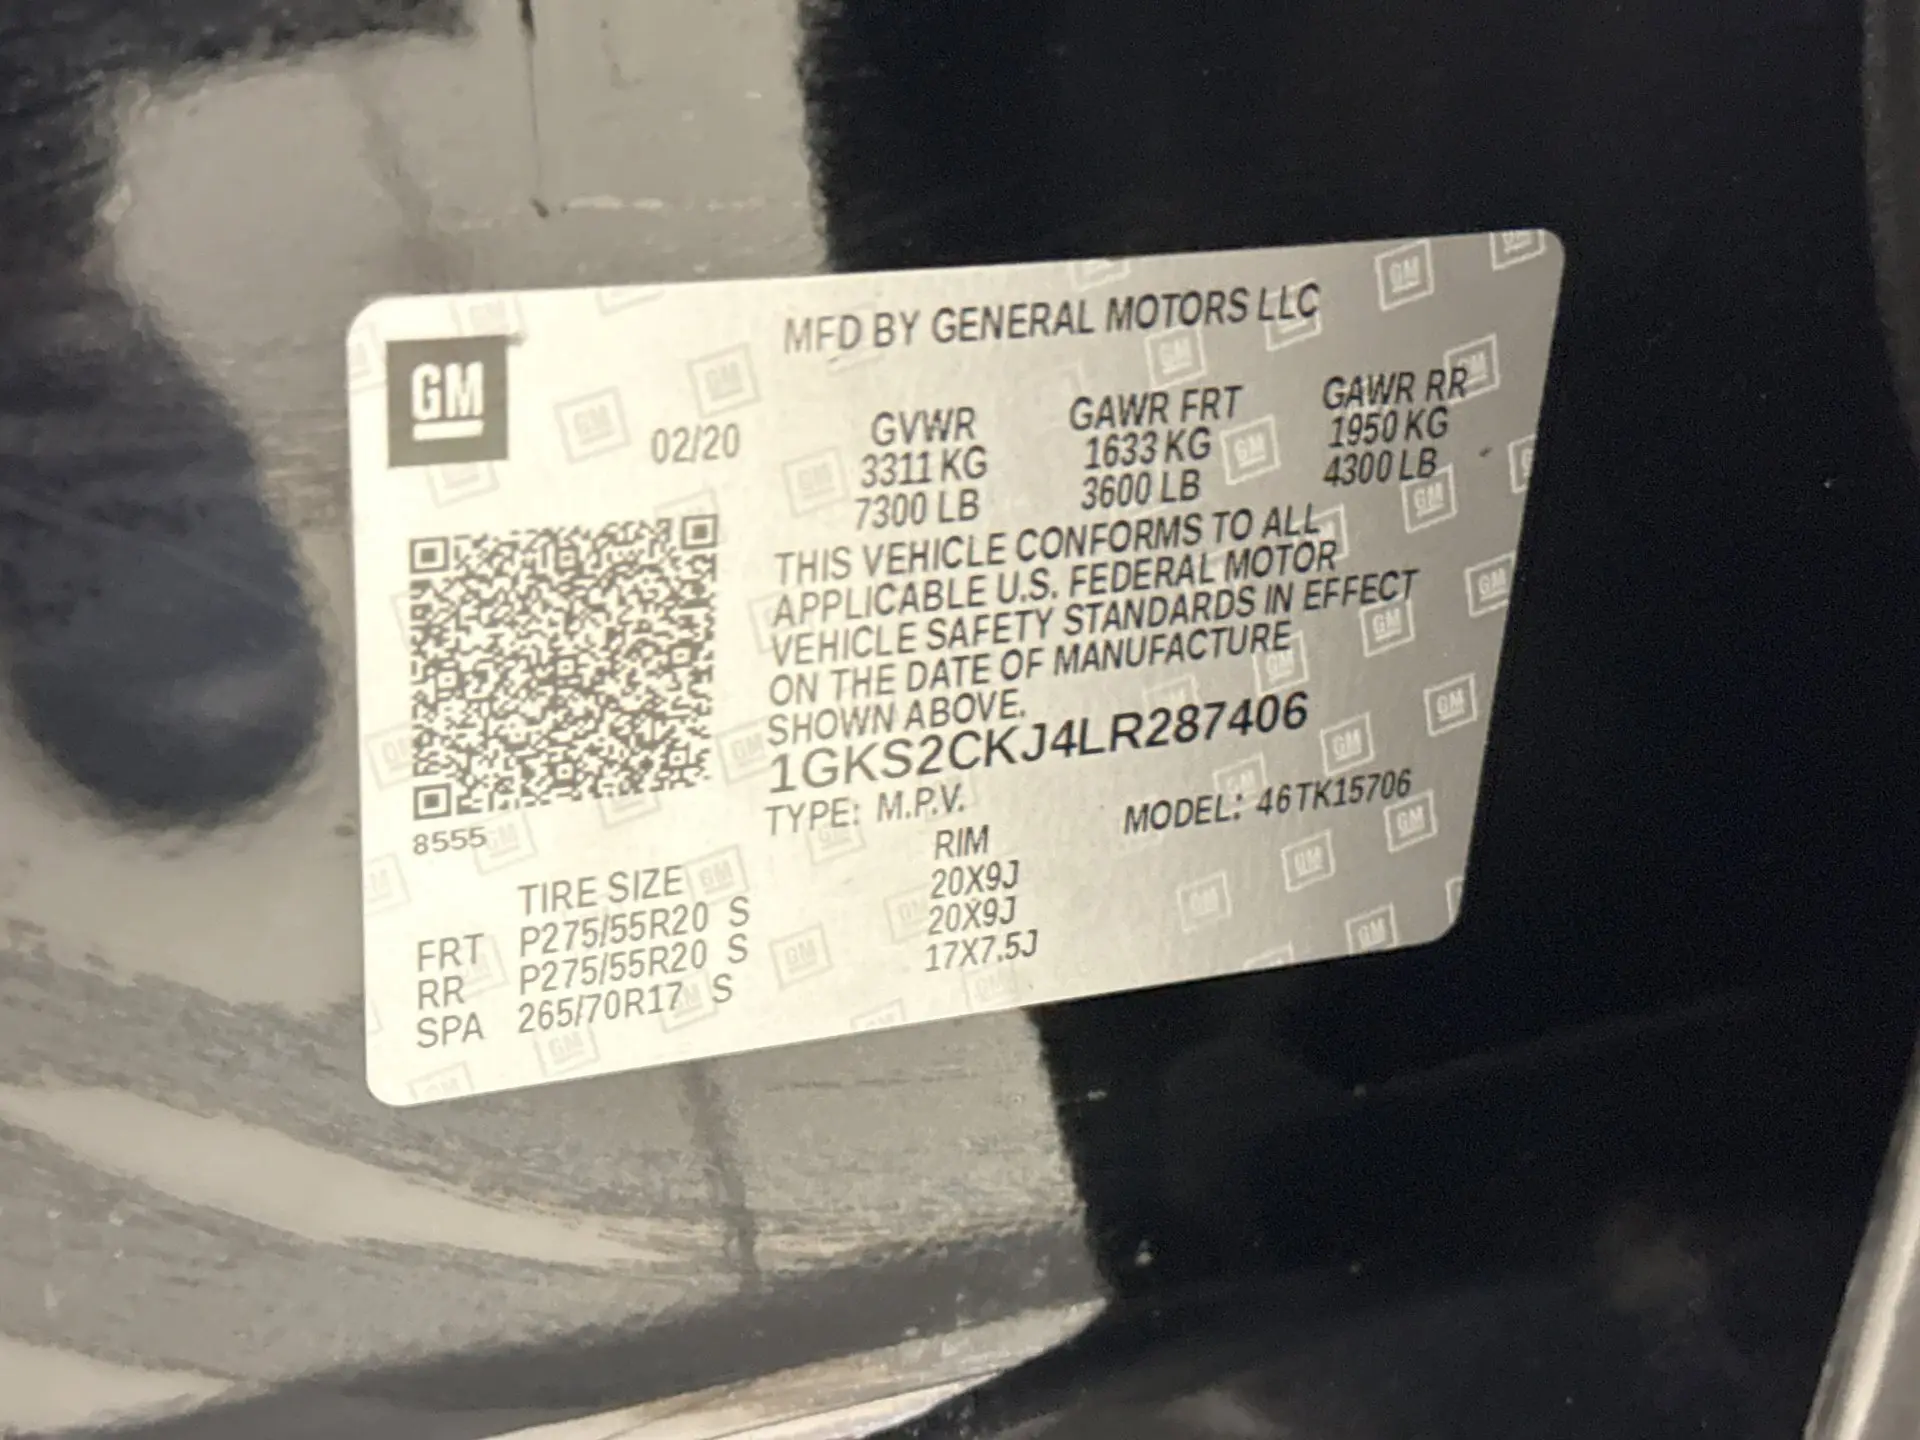 MFD BY GENERAL MOTORS LLC
GM
02/20
GVWR GAWR FRT GAWR RR
3311 KG 1633 KG 1950 KG
7300 LB 3600 LB 4300 LB
THIS VEHICLE CONFORMS TO ALL
APPLICABLE U.S. FEDERAL MOTOR
VEHICLE SAFETY STANDARDS IN EFFECT
ON THE DATE OF MANUFACTURE
SHOWN ABOVE.
1GKS2CKJ4LR287406
TYPE: M.P.V. MODEL: 46TK15706
8555
TIRE SIZE RIM
FRT P275/55R20 S 20X9J
RR P275/55R20 S 20X9J
SPA 265/70R17 S 17X7.5J